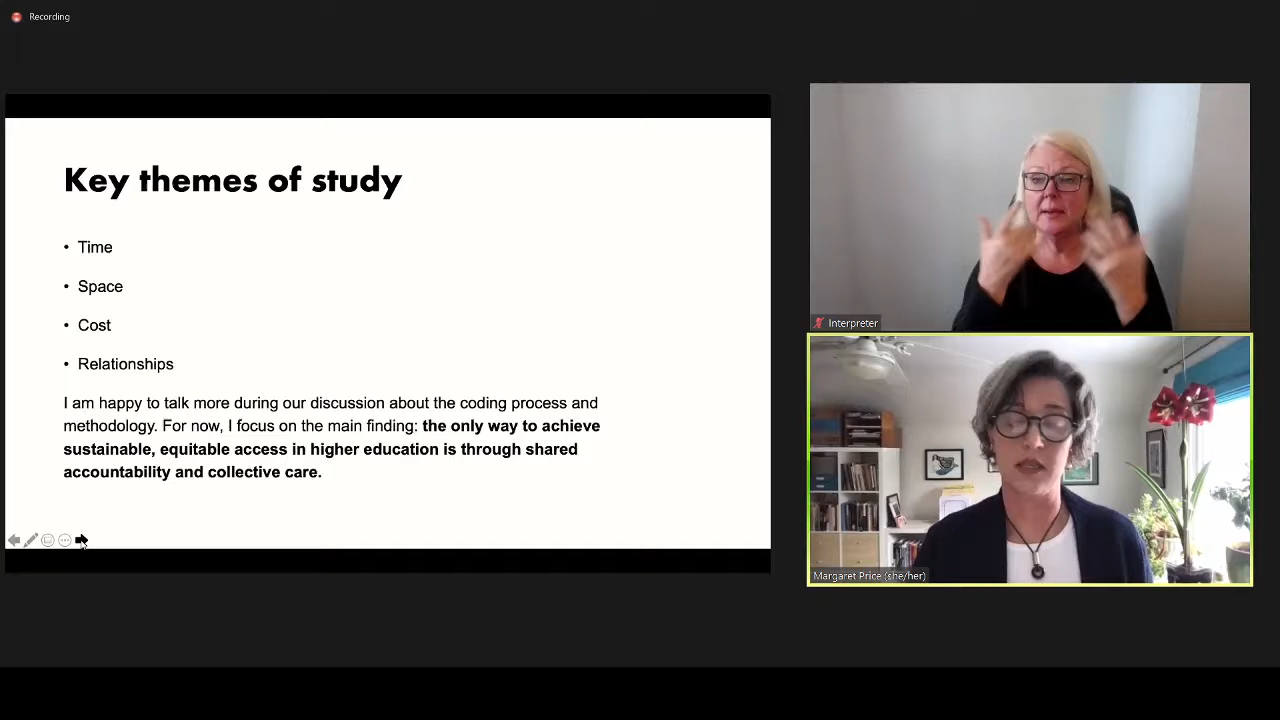 Recording
Key themes of study
• Time
• Space
• Cost
• Relationships
I am happy to talk more during our discussion about the coding process and
methodology. For now, I focus on the main finding: the only way to achieve
sustainable, equitable access in higher education is through shared
accountability and collective care.
Interpreter
Margaret Price (she/her)